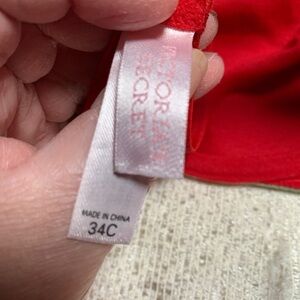 VICTORIA'S
SECRET
MADE IN CHINA
34C